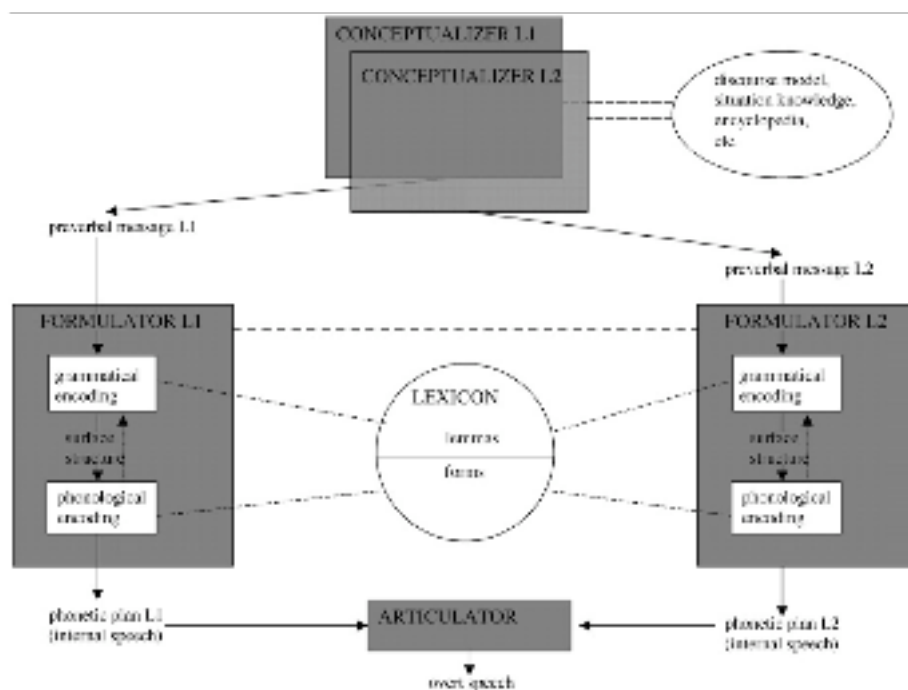 CONCEPTUALIZER L1
CONCEPTUALIZER L2
discourse model,
situation knowledge,
encyclopedia,
etc.
preverbal message L1
preverbal message L2
FORMULATOR L1
grammatical
encoding
surface
structure
phonological
encoding
LEXICON
lemmas
forms
FORMULATOR L2
grammatical
encoding
surface
structure
phonological
encoding
phonetic plan L1
(internal speech)
ARTICULATOR
phonetic plan L2
(internal speech)
overt speech